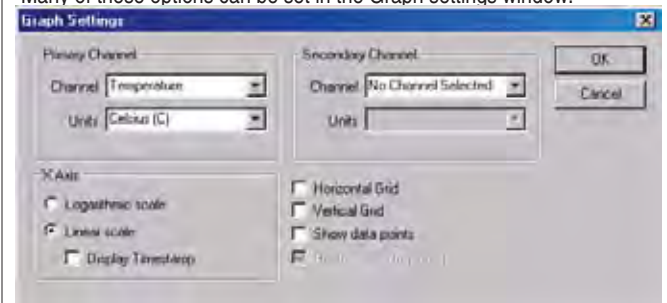 Many of these options can be set in the Graph settings window.
Graph Settings
Primary Channel
Channel Temperature
Units Celsius (C)
Secondary Channel
Channel No Channel Selected
Units
OK
Cancel
X Axis
Logarithmic scale
Linear scale
Display Timestamp
Horizontal Grid
Vertical Grid
Show data points